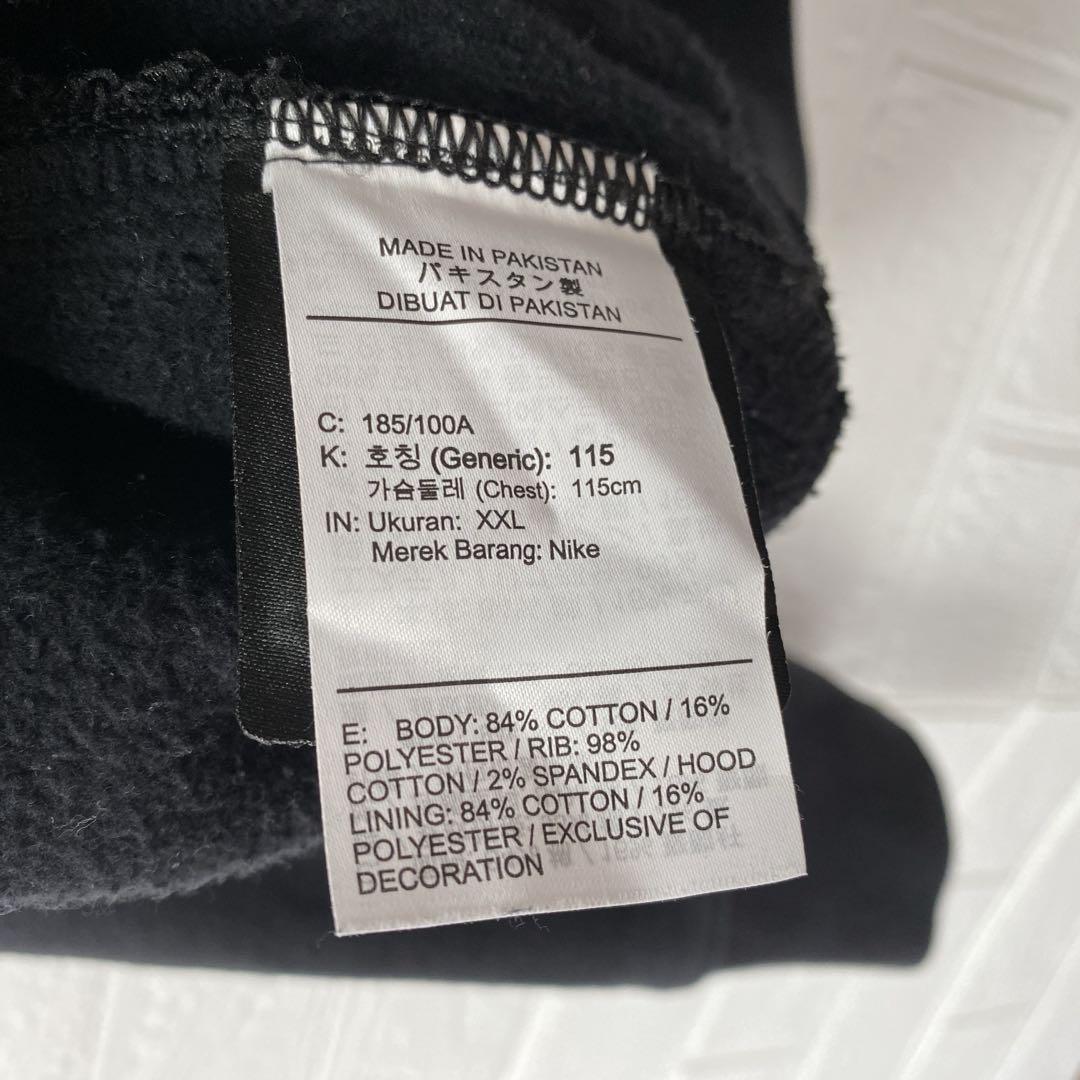 MADE IN PAKISTAN
パキスタン製
DIBUAT DI PAKISTAN
C: 185/100A
K: 호칭 (Generic): 115
가슴둘레 (Chest): 115cm
IN: Ukuran: XXL
Merek Barang: Nike
E: BODY: 84% COTTON / 16%
POLYESTER / RIB: 98%
COTTON / 2% SPANDEX / HOOD
LINING: 84% COTTON / 16%
POLYESTER / EXCLUSIVE OF
DECORATION